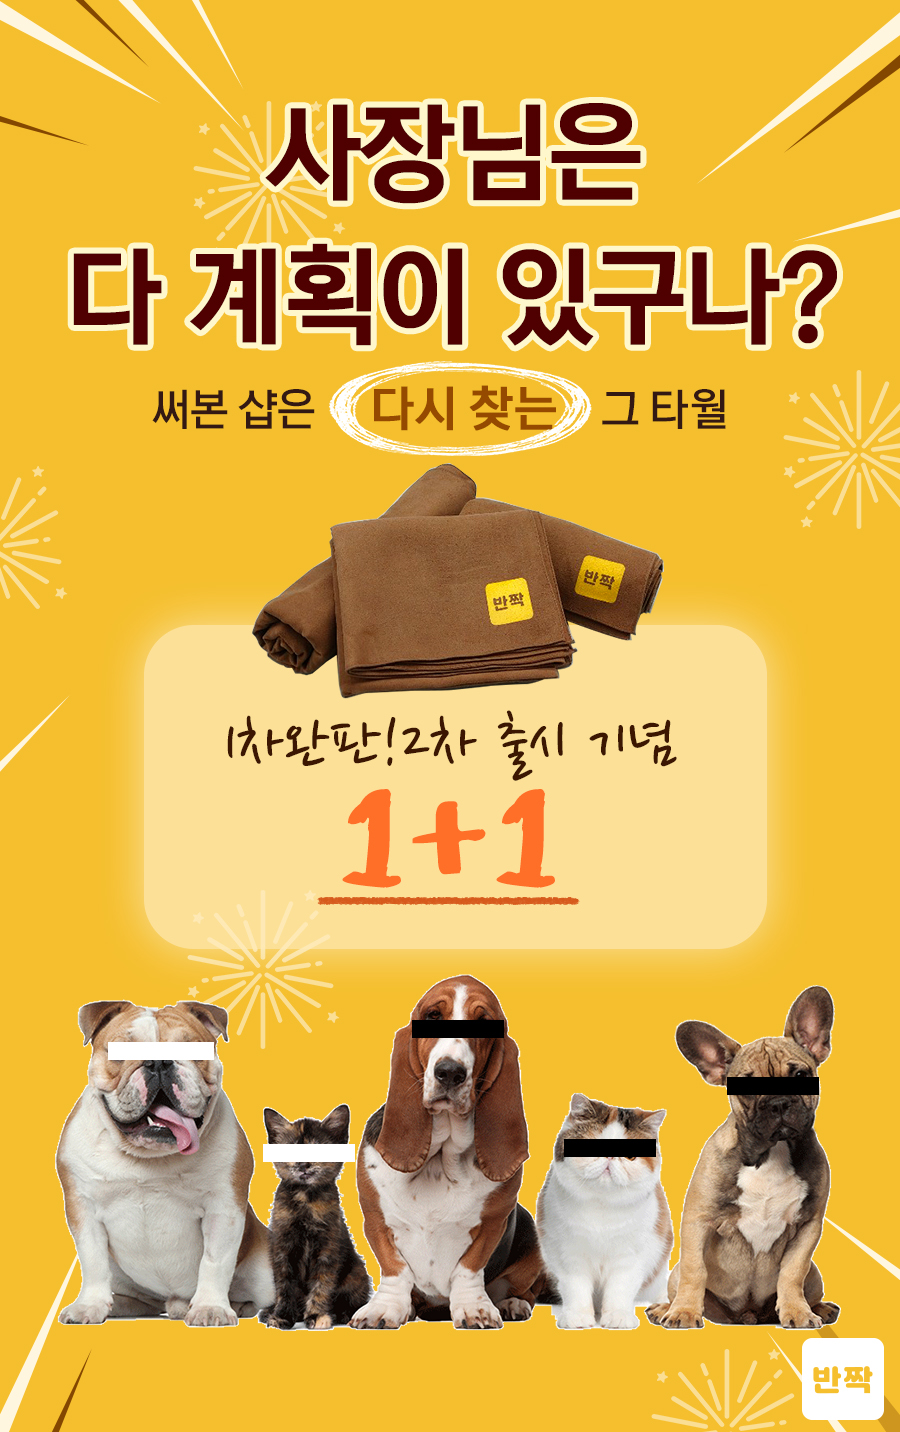 사장님은
다 계획이 있구나?
써본 샵은 다시 찾는 그 타월
반짝
반짝
1차완판!2차 출시 기념
1+1
반짝